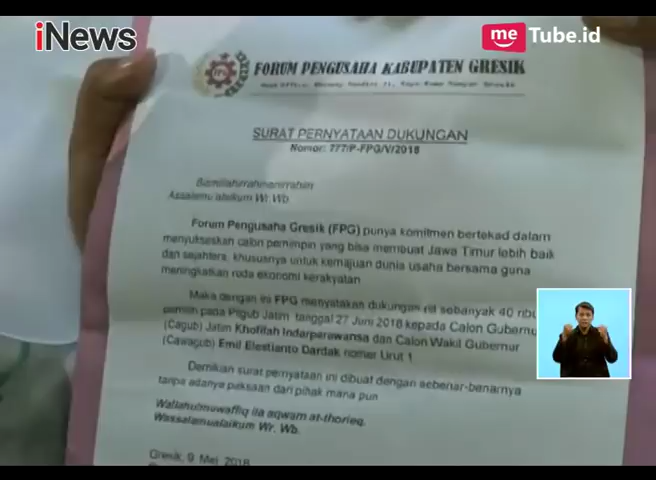 iNews
me Tube.id
FORUM PENGUSAHA KABUPATEN GRESIK
SURAT PERNYATAAN DUKUNGAN
Nomor: 777/P-FPG/V/2018
Bismillahirrahmanirrahim
Assalamu'alaikum Wr. Wb.
Forum Pengusaha Gresik (FPG) punya komitmen bertekad dalam
menyukseskan calon pemimpin yang bisa membuat Jawa Timur lebih baik
dan sejahtera, khususnya untuk kemajuan dunia usaha bersama guna
meningkatkan roda ekonomi kerakyatan
Maka dengan ini FPG menyatakan dukungan riil sebanyak 40 ribu
pemilih pada Pilgub Jatim tanggal 27 Juni 2018 kepada Calon Gubernu
(Cagub) Jatim Khofifah Indarparawansa dan Calon Wakil Gubernur
(Cawagub) Emil Elestianto Dardak nomer Urut 1
Demikian surat pernyataan ini dibuat dengan sebenar-benarnya
tanpa adanya paksaan dari pihak mana pun
Wallahulmuwaffiq ila aqwam at-thorieq.
Wassalamualaikum Wr. Wb.
Gresik, 9 Mei 2018